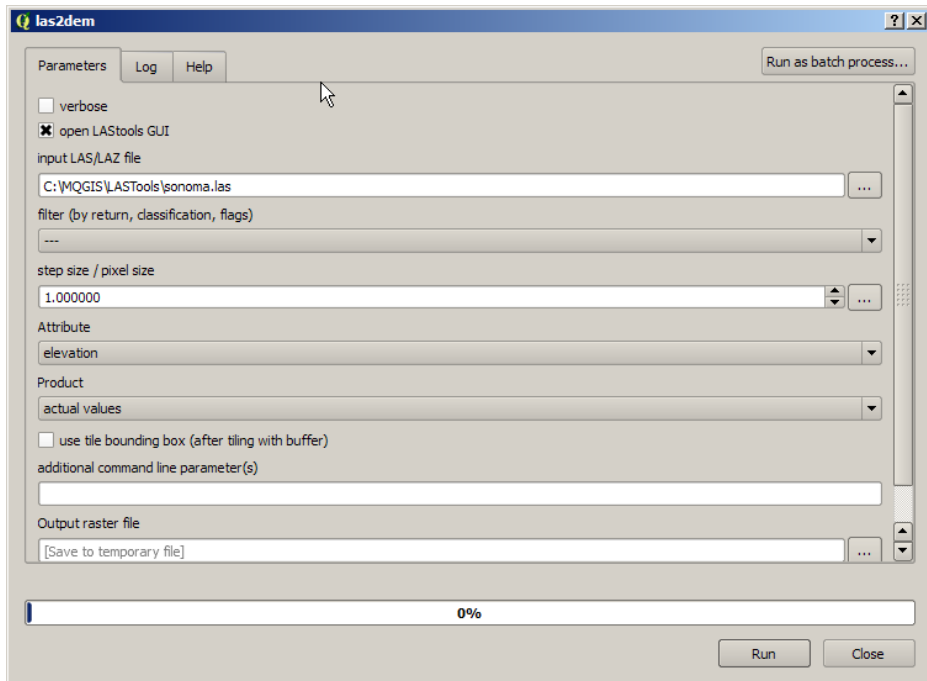 las2dem
Parameters Log Help Run as batch process...
verbose
open LAStools GUI
input LAS/LAZ file
C:\MQGIS\LASTools\sonoma.las ...
filter (by return, classification, flags)
---
step size / pixel size
1.000000 ...
Attribute
elevation
Product
actual values
use tile bounding box (after tiling with buffer)
additional command line parameter(s)
Output raster file
[Save to temporary file] ...
0%
Run Close